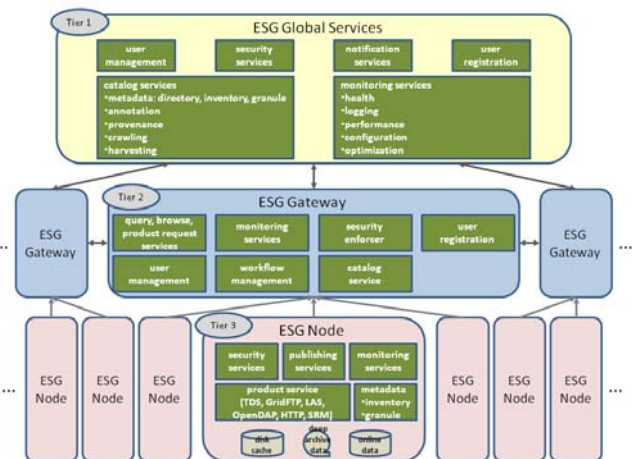 Tier 1
ESG Global Services
user
management
security
services
notification
services
user
registration
catalog services
•metadata: directory, inventory, granule
•annotation
•provenance
•crawling
•harvesting
monitoring services
•health
•logging
•performance
•configuration
•optimization
Tier 2
ESG Gateway
ESG
Gateway
query, browse,
product request
services
monitoring
services
security
enforcer
user
registration
user
management
workflow
management
catalog
service
ESG
Gateway
...
...
Tier 3
ESG Node
ESG
Node
ESG
Node
ESG
Node
security
services
publishing
services
monitoring
services
product service
[TDS, GridFTP, LAS,
OpenDAP, HTTP, SRM]
metadata
•inventory
•granule
disk
cache
deep
archive
data
online
data
ESG
Node
ESG
Node
ESG
Node
...
...